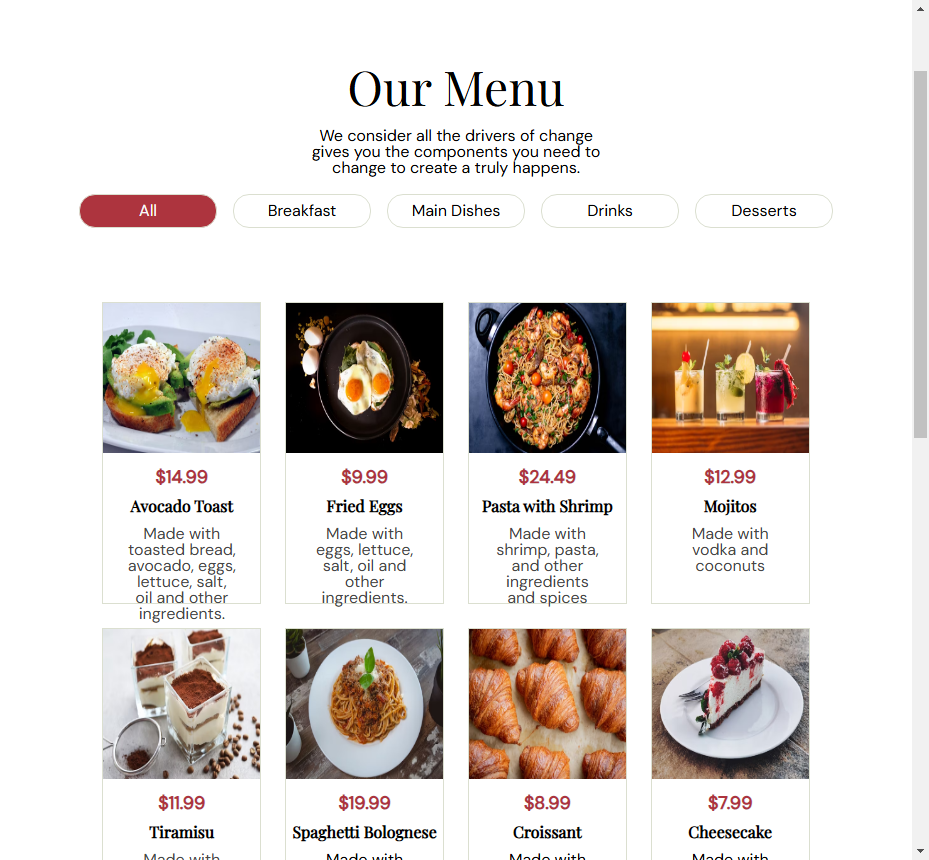 Our Menu
We consider all the drivers of change
gives you the components you need to
change to create a truly happens.
All
Breakfast
Main Dishes
Drinks
Desserts
$14.99
Avocado Toast
Made with
toasted bread,
avocado, eggs,
lettuce, salt,
oil and other
ingredients.
$9.99
Fried Eggs
Made with
eggs, lettuce,
salt, oil and
other
ingredients.
$24.49
Pasta with Shrimp
Made with
shrimp, pasta,
and other
ingredients
and spices
$12.99
Mojitos
Made with
vodka and
coconuts
$11.99
Tiramisu
Made with
$19.99
Spaghetti Bolognese
Made with
$8.99
Croissant
Made with
$7.99
Cheesecake
Made with